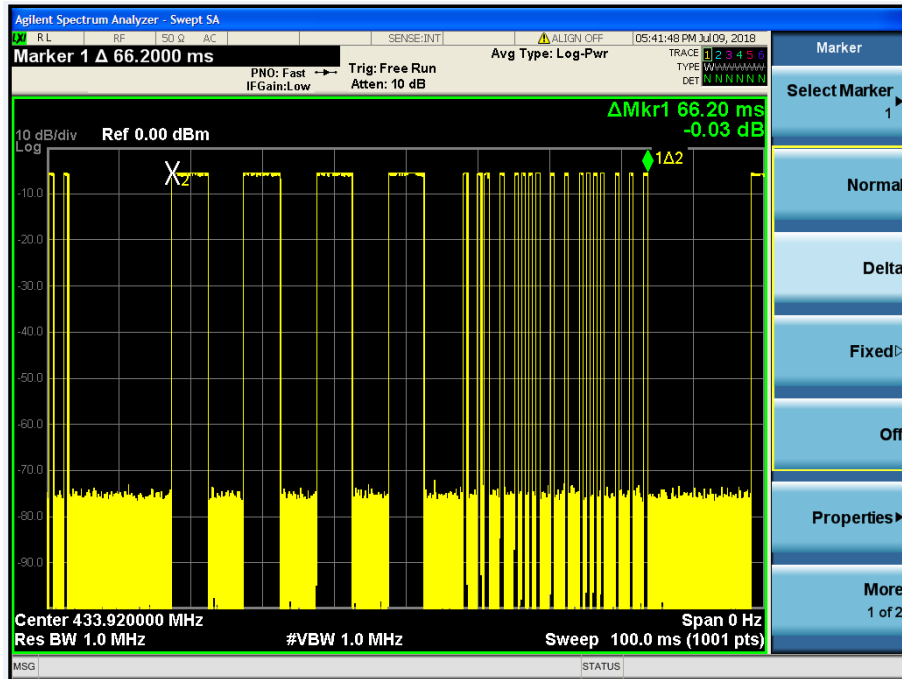 Agilent Spectrum Analyzer - Swept SA
LXI RL RF 50 Ω AC SENSE:INT ALIGN OFF 05:41:48 PM Jul 09, 2018
Marker 1 Δ 66.2000 ms
PNO: Fast
IFGain:Low
Trig: Free Run
Atten: 10 dB
Avg Type: Log-Pwr
TRACE 1 2 3 4 5 6
TYPE WWWWWW
DET N N N N N N
ΔMkr1 66.20 ms
-0.03 dB
10 dB/div Ref 0.00 dBm
Log
1Δ2
X2
-10.0
-20.0
-30.0
-40.0
-50.0
-60.0
-70.0
-80.0
-90.0
Center 433.920000 MHz Span 0 Hz
Res BW 1.0 MHz #VBW 1.0 MHz Sweep 100.0 ms (1001 pts)
MSG STATUS
Marker
Select Marker
1
Normal
Delta
Fixed
Off
Properties
More
1 of 2